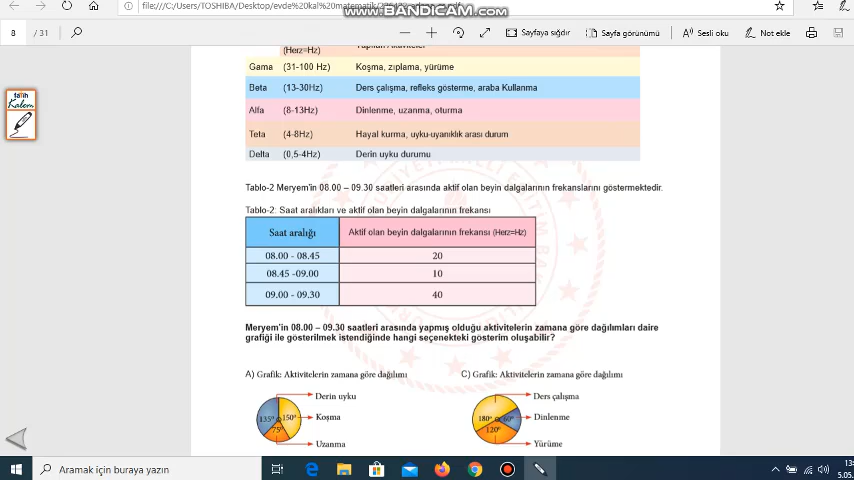 www.BANDICAM.com
file:///C:/Users/TOSHIBA/Desktop/evde%20kal%20matematik/
8 / 31
Sayfaya sığdır
Sayfa görünümü
Sesli oku
Not ekle
(Herz=Hz)
Gama (31-100 Hz) Koşma, zıplama, yürüme
Beta (13-30Hz) Ders çalışma, refleks gösterme, araba Kullanma
Alfa (8-13Hz) Dinlenme, uzanma, oturma
Teta (4-8Hz) Hayal kurma, uyku-uyanıklık arası durum
Delta (0,5-4Hz) Derin uyku durumu
fatih
Kalem
Tablo-2 Meryem'in 08.00 – 09.30 saatleri arasında aktif olan beyin dalgalarının frekanslarını göstermektedir.
Tablo-2: Saat aralıkları ve aktif olan beyin dalgalarının frekansı
Saat aralığı Aktif olan beyin dalgalarının frekansı (Herz=Hz)
08.00 - 08.45 20
08.45 -09.00 10
09.00 - 09.30 40
Meryem'in 08.00 – 09.30 saatleri arasında yapmış olduğu aktivitelerin zamana göre dağılımları daire
grafiği ile gösterilmek istendiğinde hangi seçenekteki gösterim oluşabilir?
A) Grafik: Aktivitelerin zamana göre dağılımı
Derin uyku
135° 150° Koşma
75°
Uzanma
C) Grafik: Aktivitelerin zamana göre dağılımı
Ders çalışma
180° 60° Dinlenme
120°
Yürüme
Aramak için buraya yazın
13:
5.05.